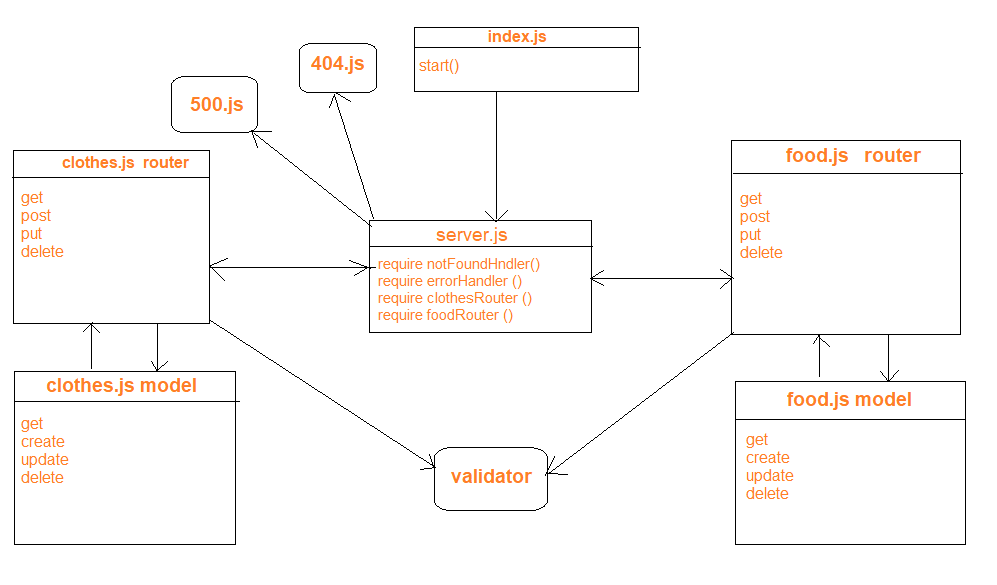 index.js
start()
404.js
500.js
clothes.js router
get
post
put
delete
food.js router
get
post
put
delete
server.js
require notFoundHndler()
require errorHandler ()
require clothesRouter ()
require foodRouter ()
clothes.js model
get
create
update
delete
food.js model
get
create
update
delete
validator